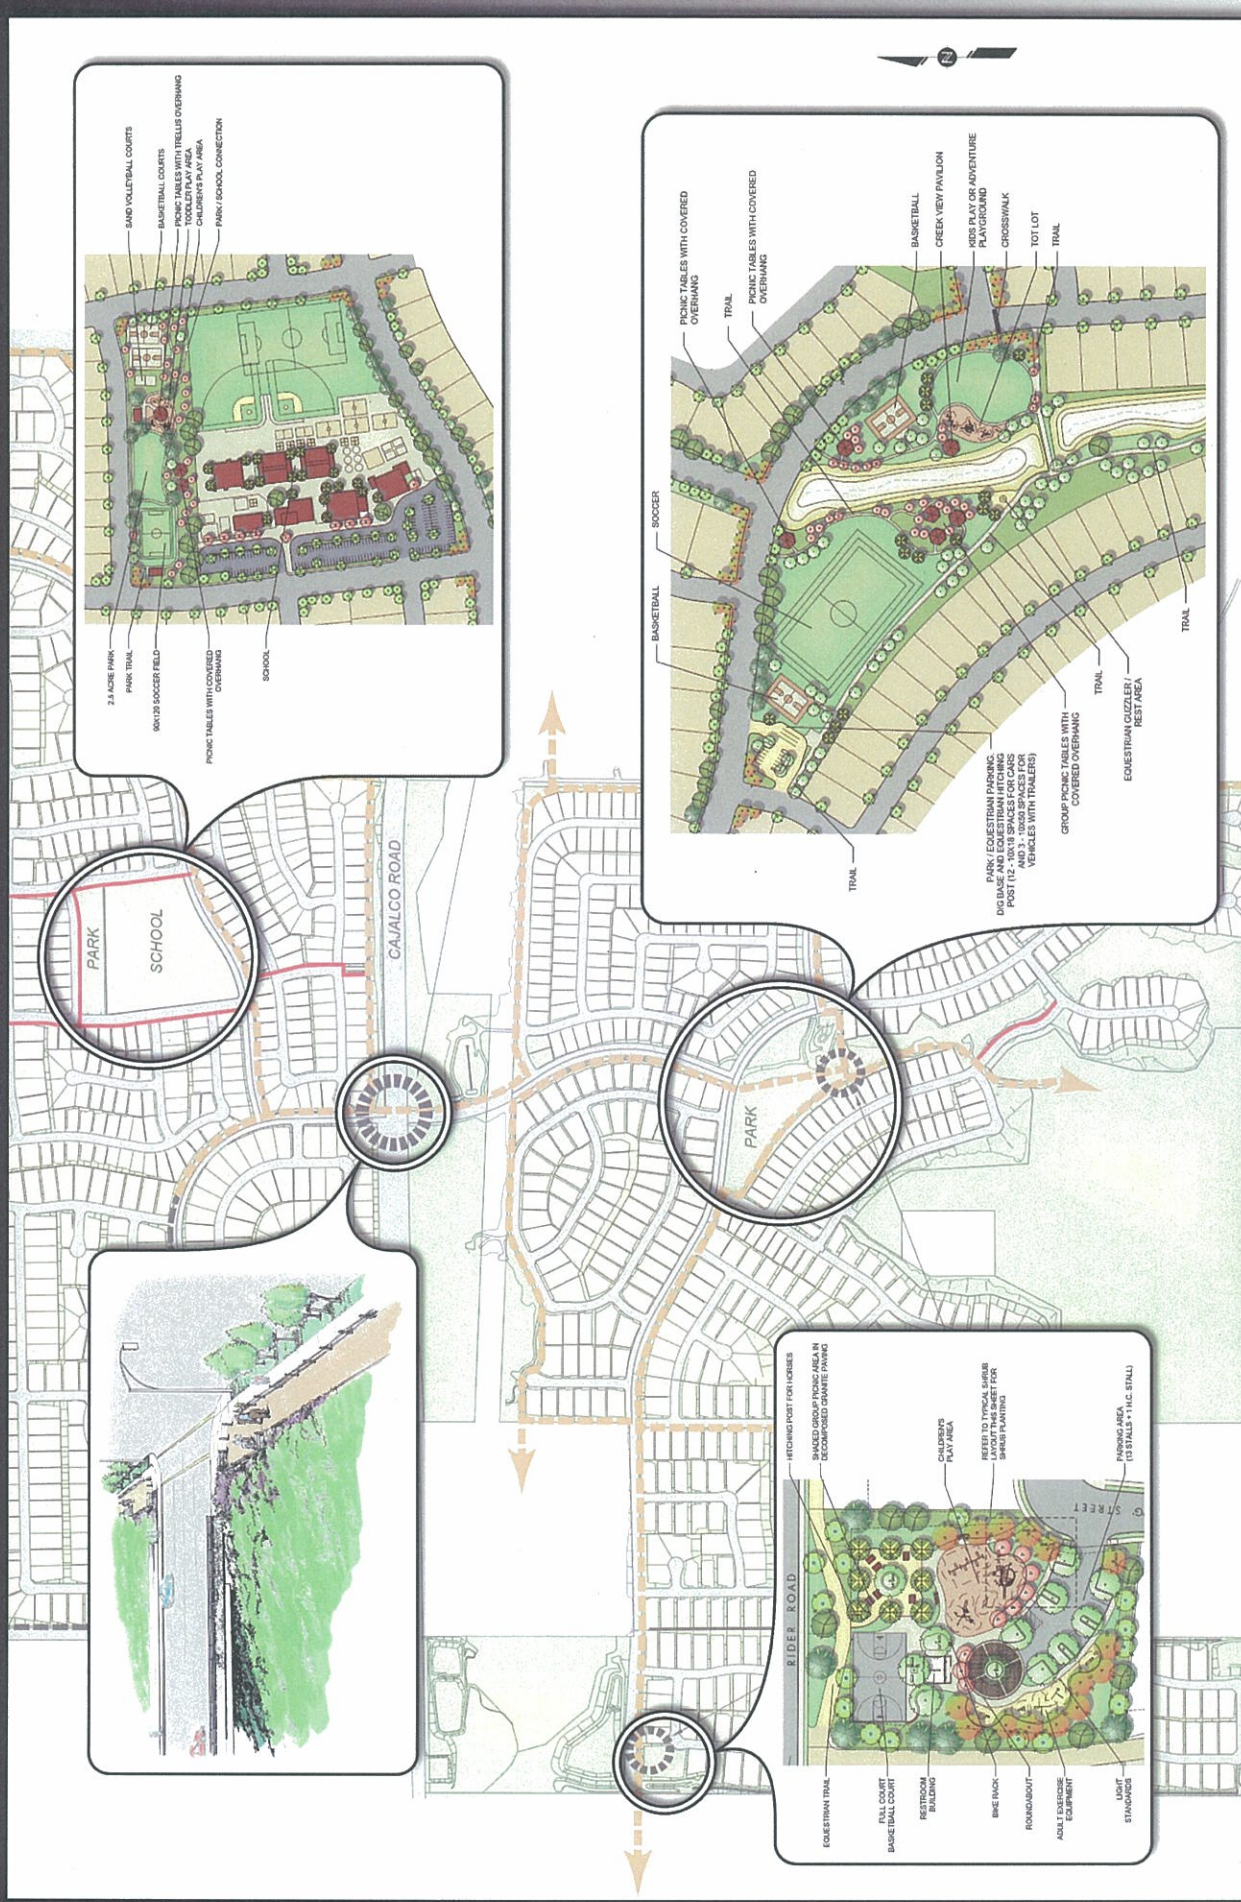 SAND VOLLEYBALL COURTS
BASKETBALL COURTS
PICNIC TABLES WITH TRELLIS OVERHANG
TODDLER PLAY AREA
CHILDREN'S PLAY AREA
PARK / SCHOOL CONNECTION
2.5 ACRE PARK
PARK TRAIL
90X120 SOCCER FIELD
PICNIC TABLES WITH COVERED
OVERHANG
SCHOOL
PARK
SCHOOL
CAJALCO ROAD
PARK
N
PICNIC TABLES WITH COVERED
OVERHANG
TRAIL
PICNIC TABLES WITH COVERED
OVERHANG
BASKETBALL
CREEK VIEW PAVILION
KIDS PLAY OR ADVENTURE
PLAYGROUND
CROSSWALK
TOT LOT
TRAIL
SOCCER
BASKETBALL
TRAIL
PARK / EQUESTRIAN PARKING.
DIG BASE AND EQUESTRIAN HITCHING
POST (12 - 10X18 SPACES FOR CARS
AND 3 - 10X50 SPACES FOR
VEHICLES WITH TRAILERS)
GROUP PICNIC TABLES WITH
COVERED OVERHANG
TRAIL
EQUESTRIAN GUZZLER /
REST AREA
TRAIL
HITCHING POST FOR HORSES
SHADED GROUP PICNIC AREA IN
DECOMPOSED GRANITE PAVING
CHILDREN'S
PLAY AREA
REFER TO TYPICAL SHRUB
LAYOUT THIS SHEET FOR
SHRUB PLANTING
PARKING AREA
(13 STALLS + 1 H.C. STALL)
RIDER ROAD
STREET
EQUESTRIAN TRAIL
FULL COURT
BASKETBALL COURT
RESTROOM
BUILDING
BIKE RACK
ROUNDABOUT
ADULT EXERCISE
EQUIPMENT
LIGHT
STANDARDS